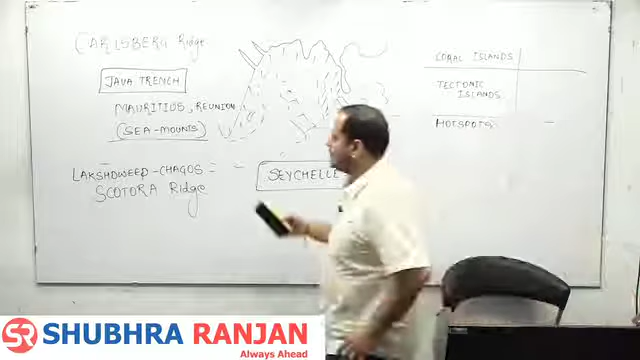 CARLSBERG Ridge
JAVA TRENCH
MAURITIUS, REUNION
(SEA-MOUNTS)
LAKSHDWEEP-CHAGOS =
SCOTORA Ridge
SEYCHELLE
CORAL ISLANDS
TECTONIC
ISLANDS
HOTSPOTS
SR SHUBHRA RANJAN
Always Ahead